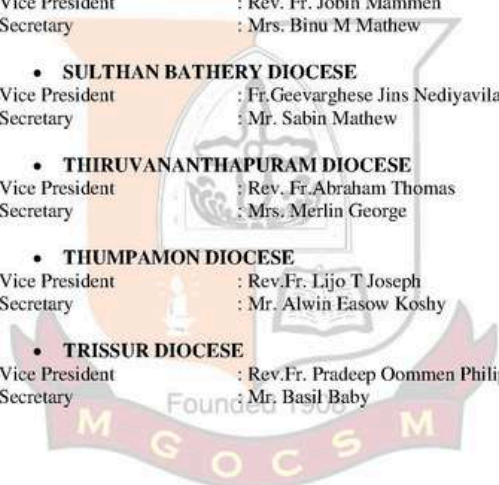 Vice President : Rev. Fr. Jobin Mammen
Secretary : Mrs. Binu M Mathew
• SULTHAN BATHERY DIOCESE
Vice President : Fr.Geevarghese Jins Nediyavila
Secretary : Mr. Sabin Mathew
• THIRUVANANTHAPURAM DIOCESE
Vice President : Rev. Fr.Abraham Thomas
Secretary : Mrs. Merlin George
• THUMPAMON DIOCESE
Vice President : Rev.Fr. Lijo T Joseph
Secretary : Mr. Alwin Easow Koshy
• TRISSUR DIOCESE
Vice President : Rev.Fr. Pradeep Oommen Philip
Secretary : Mr. Basil Baby
Founded 1908
M G O C S M